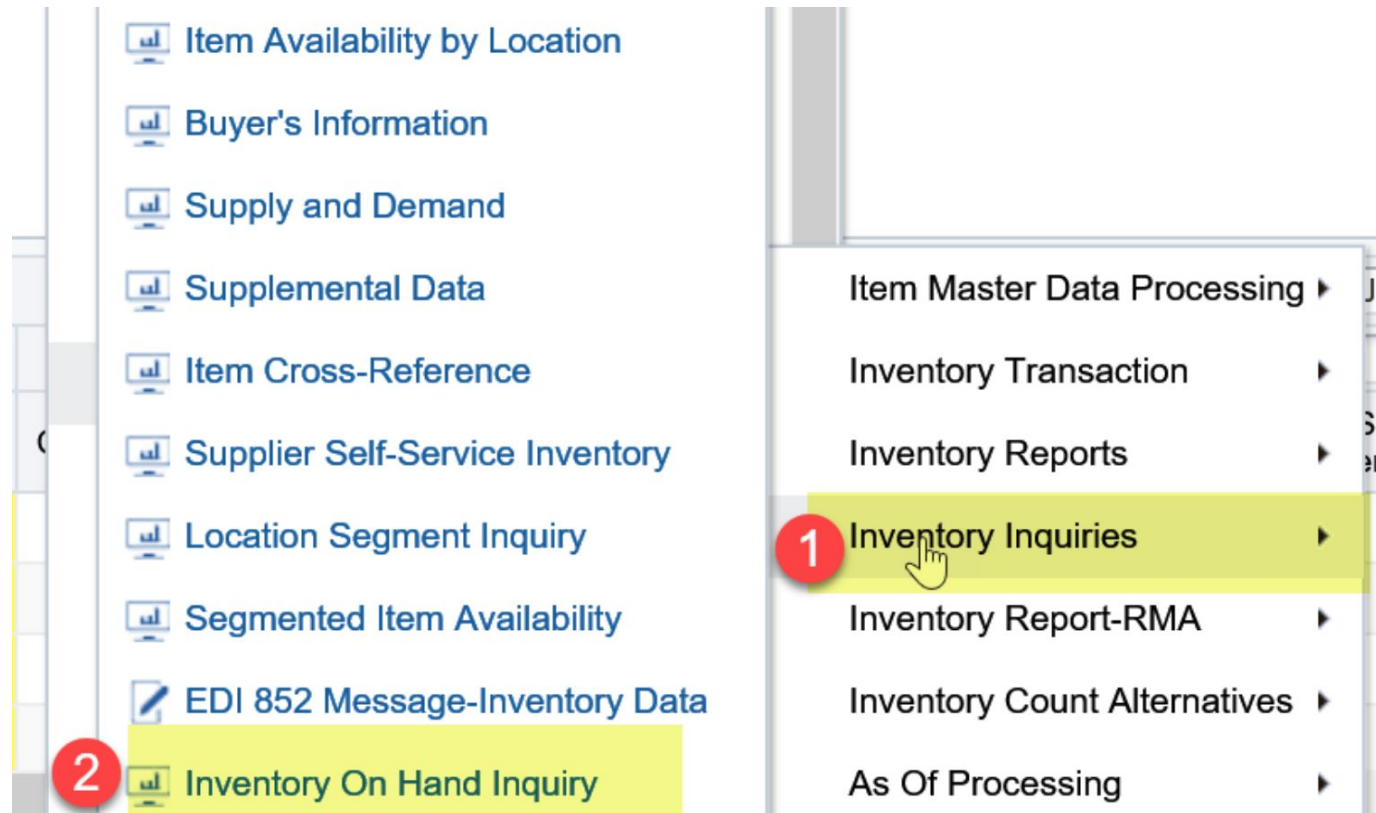 Item Availability by Location
Buyer's Information
Supply and Demand
Supplemental Data
Item Cross-Reference
Supplier Self-Service Inventory
Location Segment Inquiry
Segmented Item Availability
EDI 852 Message-Inventory Data
2 Inventory On Hand Inquiry
Item Master Data Processing
Inventory Transaction
Inventory Reports
1 Inventory Inquiries
Inventory Report-RMA
Inventory Count Alternatives
As Of Processing